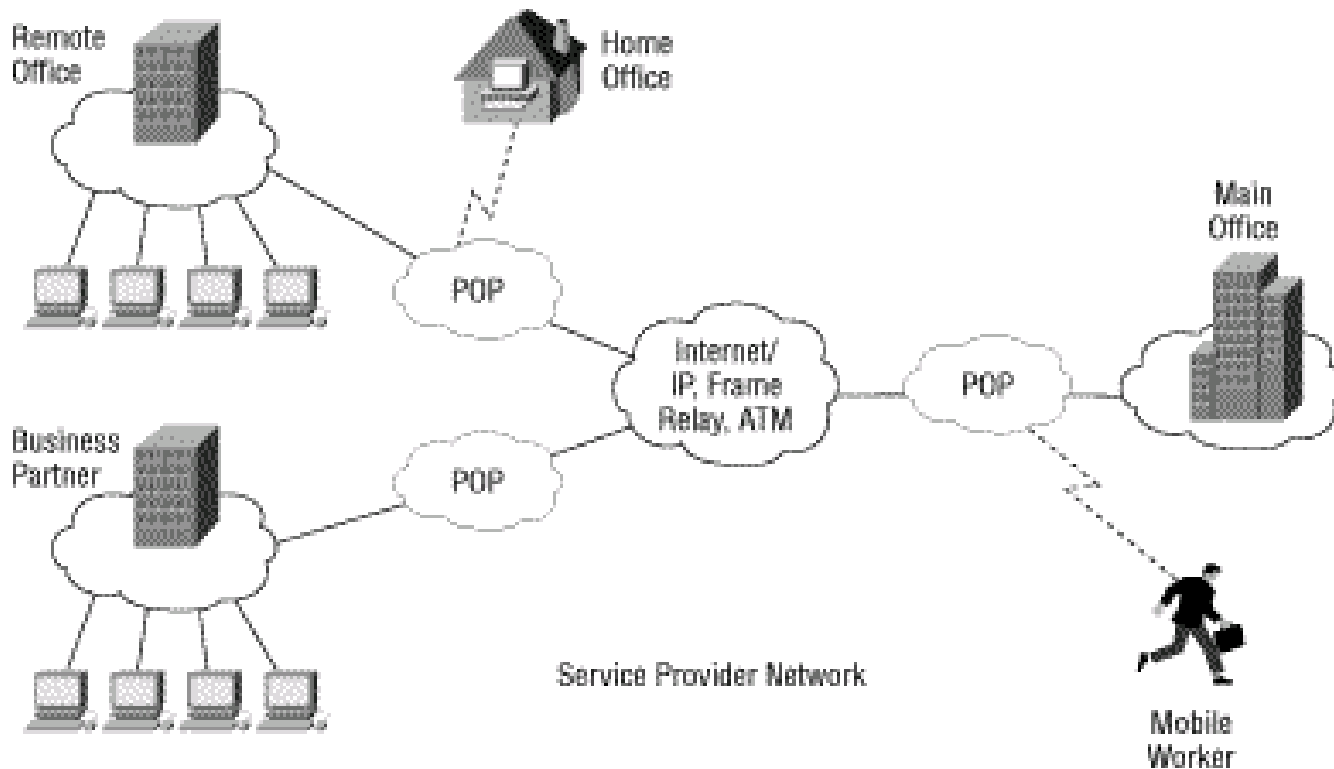 Remote
Office
Home
Office
Main
Office
POP
Internet/
IP, Frame
Relay, ATM
POP
Business
Partner
POP
Service Provider Network
Mobile
Worker